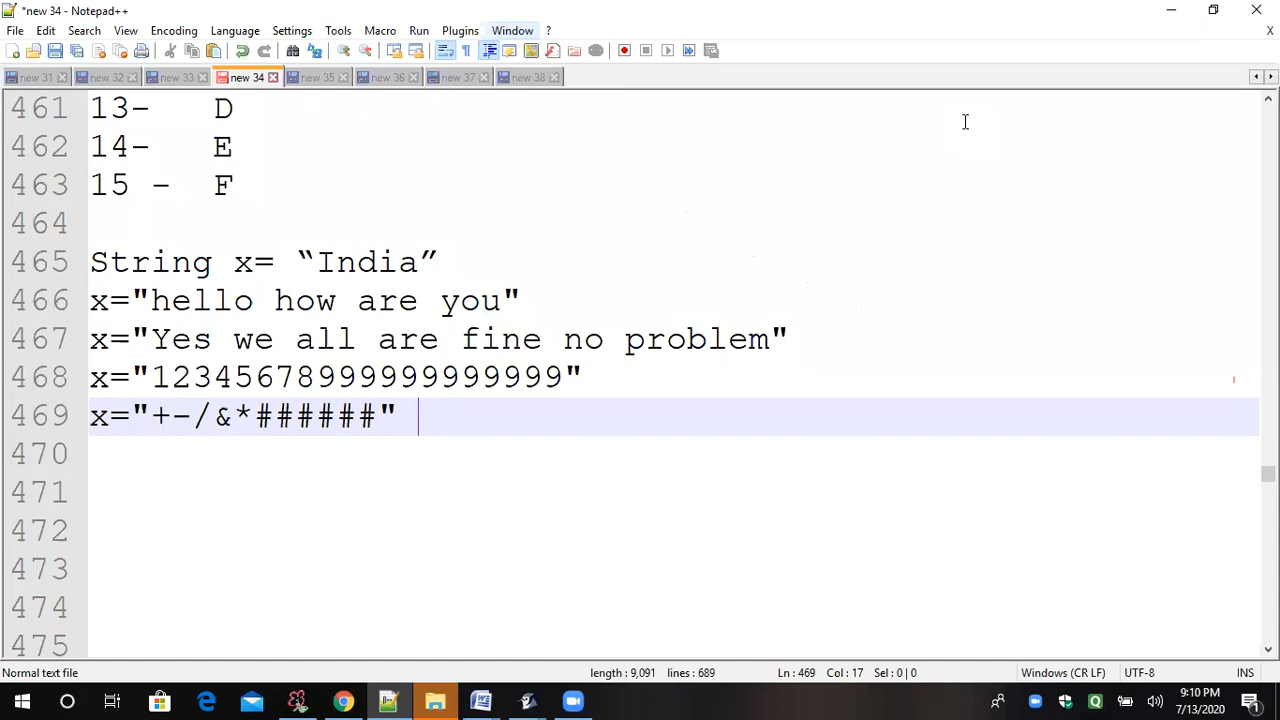 *new 34 - Notepad++
File Edit Search View Encoding Language Settings Tools Macro Run Plugins Window ? X
new 31 new 32 new 33 new 34 new 35 new 36 new 37 new 38
461 13- D
462 14- E
463 15 - F
464
465 String x= “India”
466 x="hello how are you"
467 x="Yes we all are fine no problem"
468 x="12345678999999999999"
469 x="+-/&*######"
470
471
472
473
474
475
Normal text file length : 9,091 lines : 689 Ln : 469 Col : 17 Sel : 0 | 0 Windows (CR LF) UTF-8 INS
9:10 PM
7/13/2020